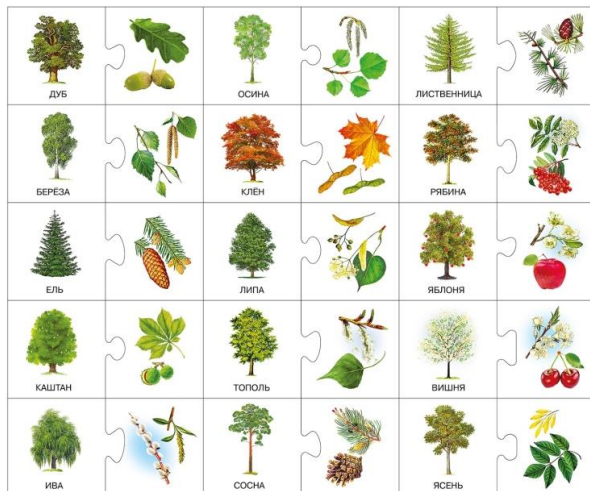 ДУБ
ОСИНА
ЛИСТВЕННИЦА
БЕРЁЗА
КЛЁН
РЯБИНА
ЕЛЬ
ЛИПА
ЯБЛОНЯ
КАШТАН
ТОПОЛЬ
ВИШНЯ
ИВА
СОСНА
ЯСЕНЬ